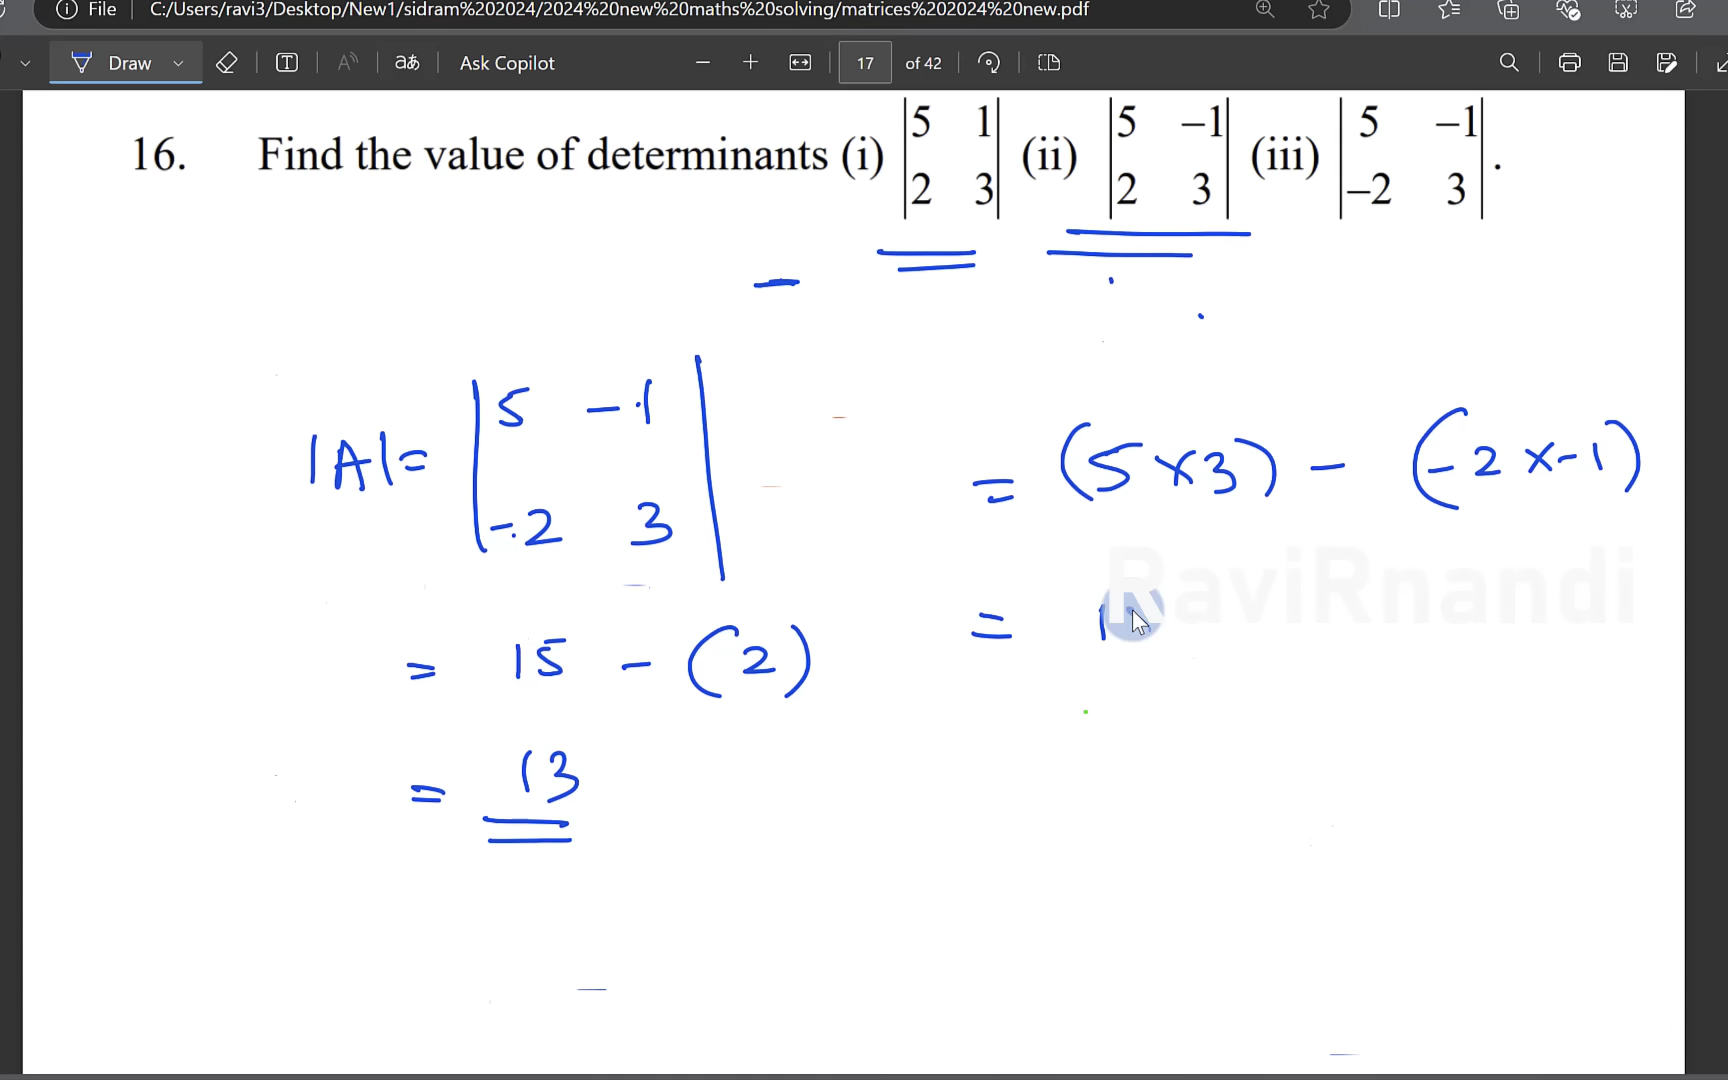 File C:/Users/ravi3/Desktop/New1/sidram%202024/2024%20new%20maths%20solving/matrices%202024%20new.pdf
Draw aあ Ask Copilot 17 of 42
16. Find the value of determinants (i) |5 1| (ii) |5 −1| (iii) |5 −1|.
|2 3| |2 3| |−2 3|
|A| = |5 −1| = (5 × 3) − (−2 × −1)
|−2 3|
RaviRnandi
= 15 − (2) =
= 13